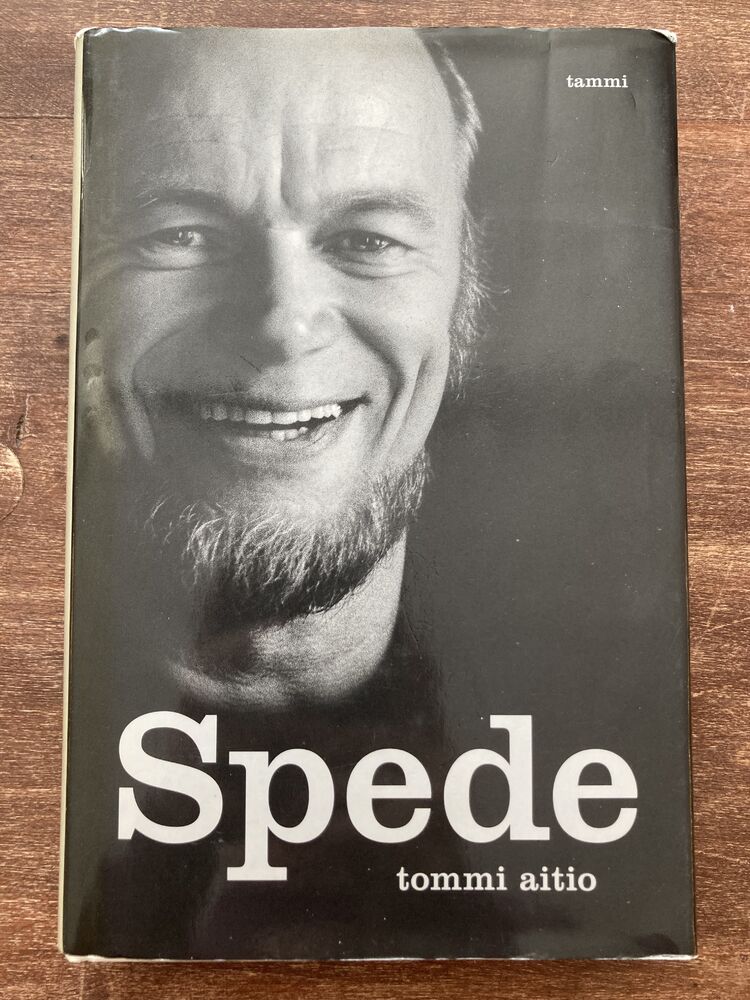 tammi
Spede
tommi aitio